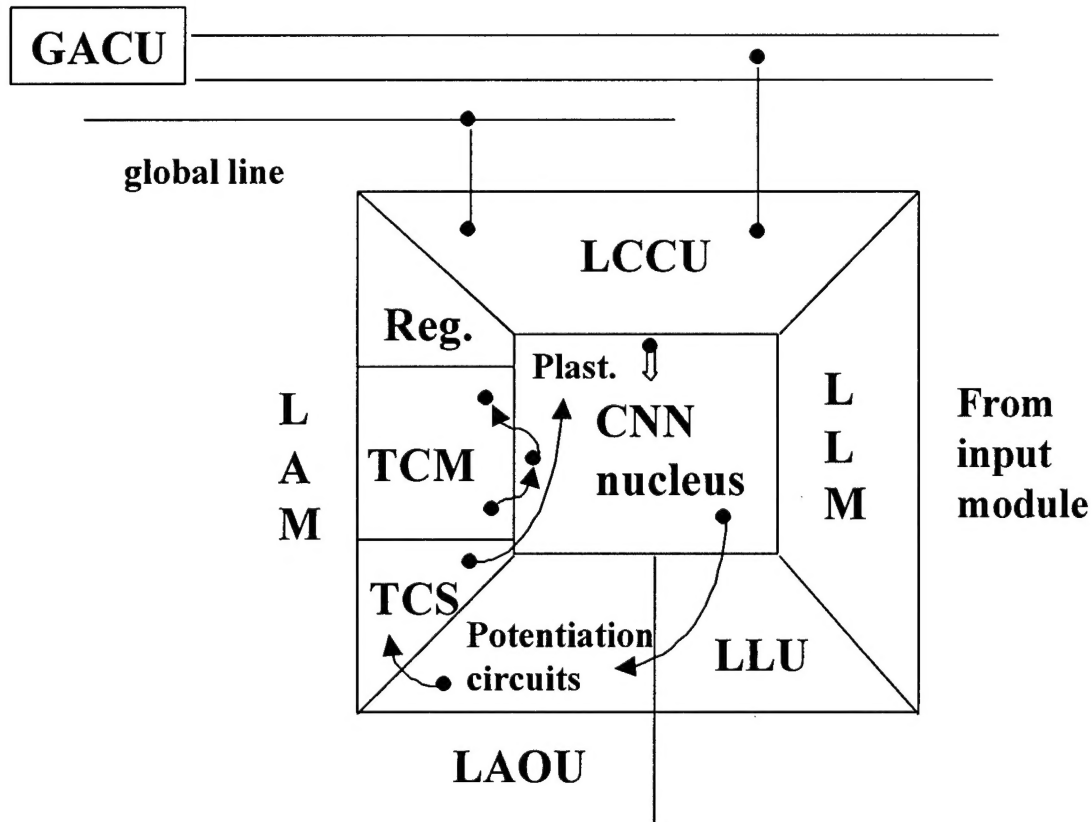 GACU
global line
LCCU
Reg.
Plast.
CNN
nucleus
L
A
M
TCM
L
L
M
From
input
module
TCS
Potentiation
circuits
LLU
LAOU